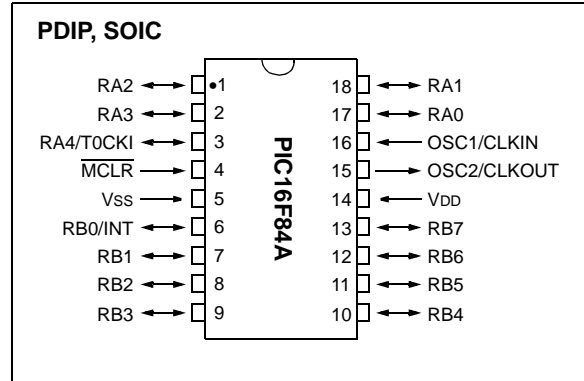 PDIP, SOIC
RA2 •1 18 RA1
RA3 2 17 RA0
RA4/T0CKI 3 16 OSC1/CLKIN
MCLR 4 15 OSC2/CLKOUT
VSS 5 14 VDD
RB0/INT 6 13 RB7
RB1 7 12 RB6
RB2 8 11 RB5
RB3 9 10 RB4
PIC16F84A